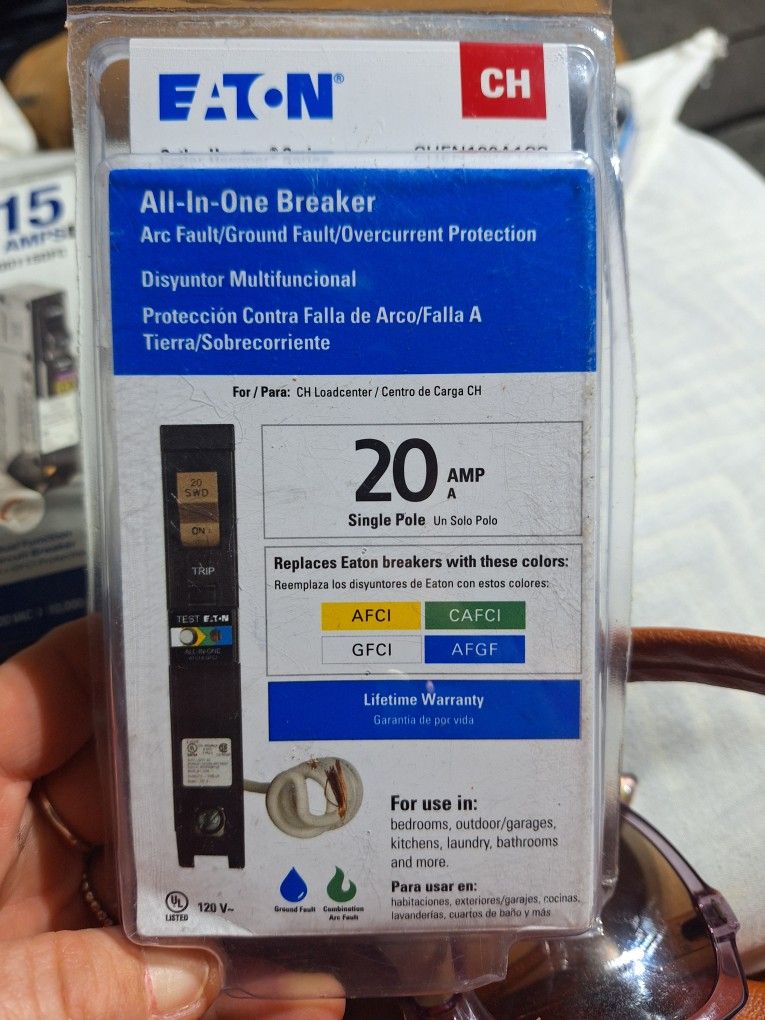 EATON®
CH
All-In-One Breaker
Arc Fault/Ground Fault/Overcurrent Protection
Disyuntor Multifuncional
Protección Contra Falla de Arco/Falla A
Tierra/Sobrecorriente
For / Para: CH Loadcenter / Centro de Carga CH
20 AMP
A
Single Pole Un Solo Polo
Replaces Eaton breakers with these colors:
Reemplaza los disyuntores de Eaton con estos colores:
AFCI CAFCI
GFCI AFGF
Lifetime Warranty
Garantía de por vida
20
SWD
ON
TRIP
TEST EATON
ALL-IN-ONE
For use in:
bedrooms, outdoor/garages,
kitchens, laundry, bathrooms
and more.
Para usar en:
habitaciones, exteriores/garajes, cocinas,
lavanderías, cuartos de baño y más
Ground Fault
Combination
Arc Fault
UL
LISTED
120 V~
15
AMPS